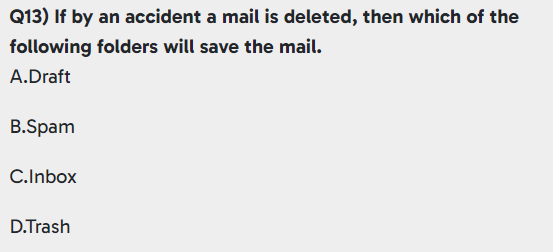 Q13) If by an accident a mail is deleted, then which of the
following folders will save the mail.
A.Draft
B.Spam
C.Inbox
D.Trash